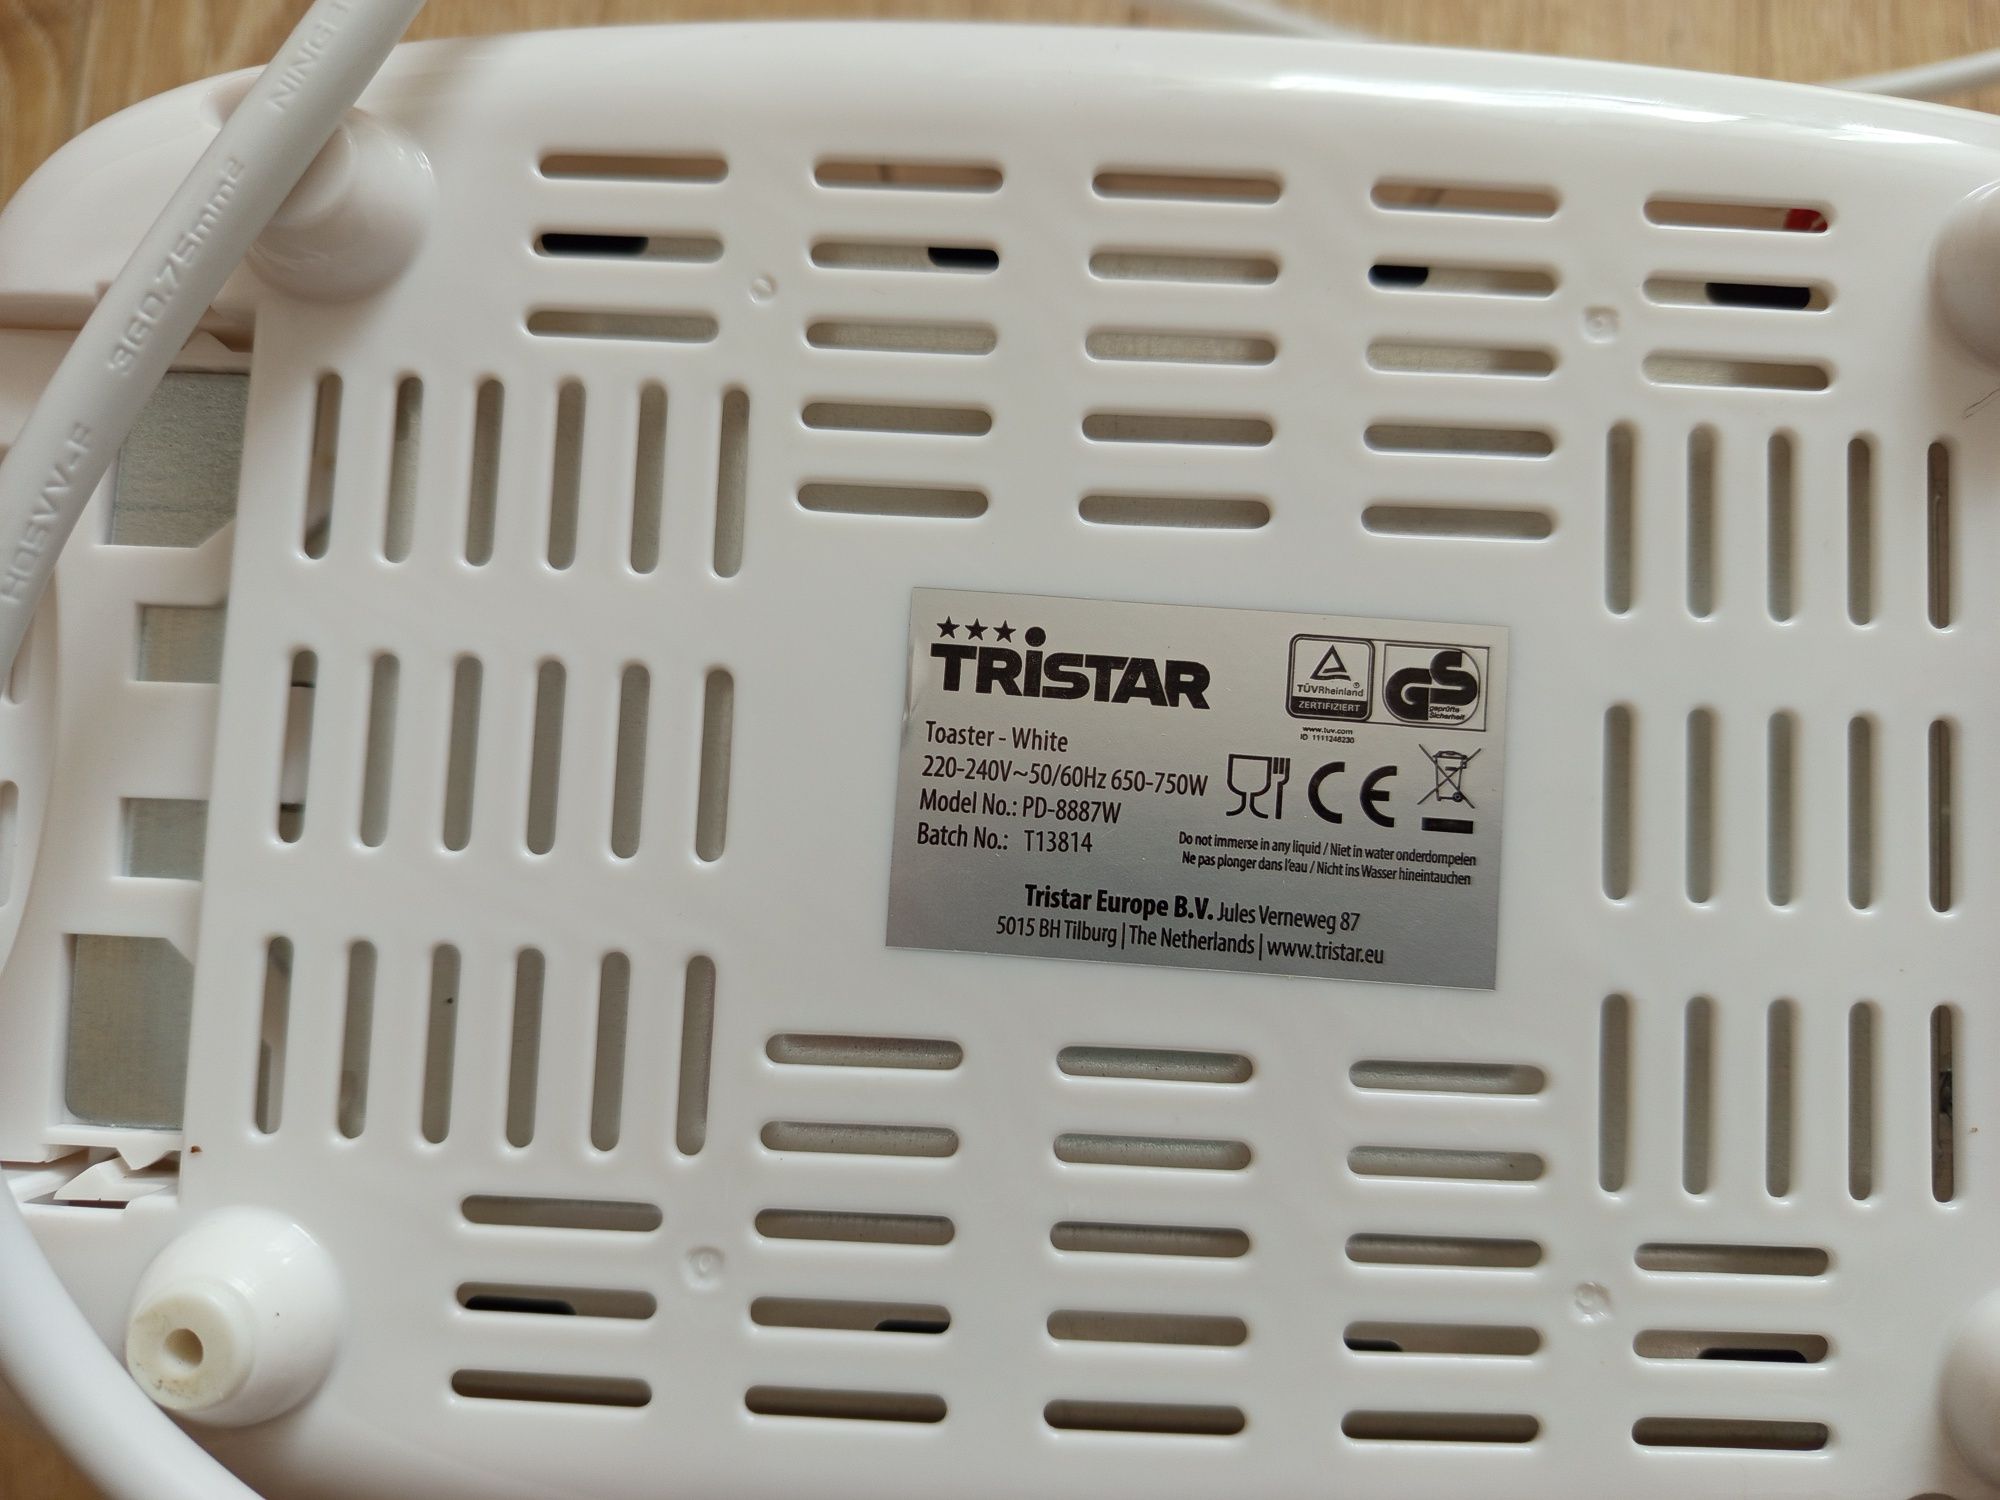 NING
3G0.75mm²
H05VV-F
TRiSTAR
TÜVRheinland®
ZERTIFIZIERT
GS
geprüfte
Sicherheit
www.tuv.com
ID 1111248230
Toaster - White
220-240V~50/60Hz 650-750W
Model No.: PD-8887W
Batch No.: T13814
CE
Do not immerse in any liquid / Niet in water onderdompelen
Ne pas plonger dans l'eau / Nicht ins Wasser hineintauchen
Tristar Europe B.V. Jules Verneweg 87
5015 BH Tilburg | The Netherlands | www.tristar.eu